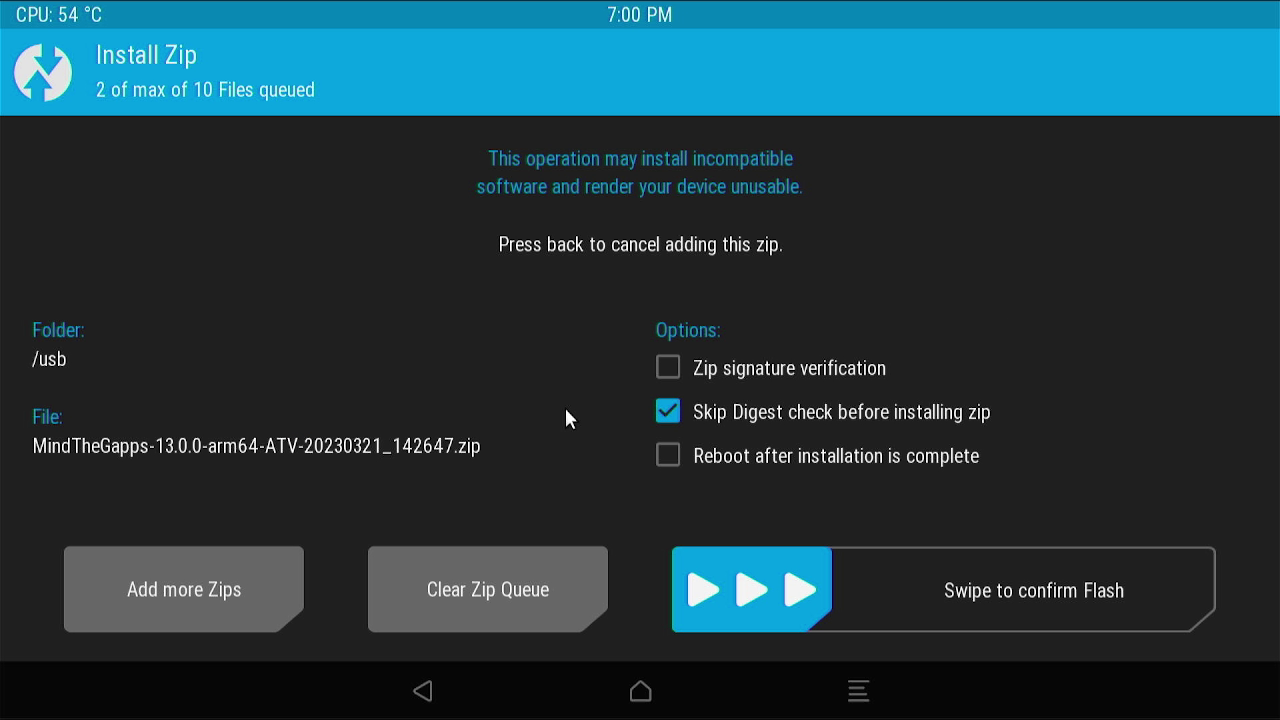 CPU: 54 °C
7:00 PM
Install Zip
2 of max of 10 Files queued
This operation may install incompatible
software and render your device unusable.
Press back to cancel adding this zip.
Folder:
/usb
File:
MindTheGapps-13.0.0-arm64-ATV-20230321_142647.zip
Options:
Zip signature verification
Skip Digest check before installing zip
Reboot after installation is complete
Add more Zips
Clear Zip Queue
Swipe to confirm Flash